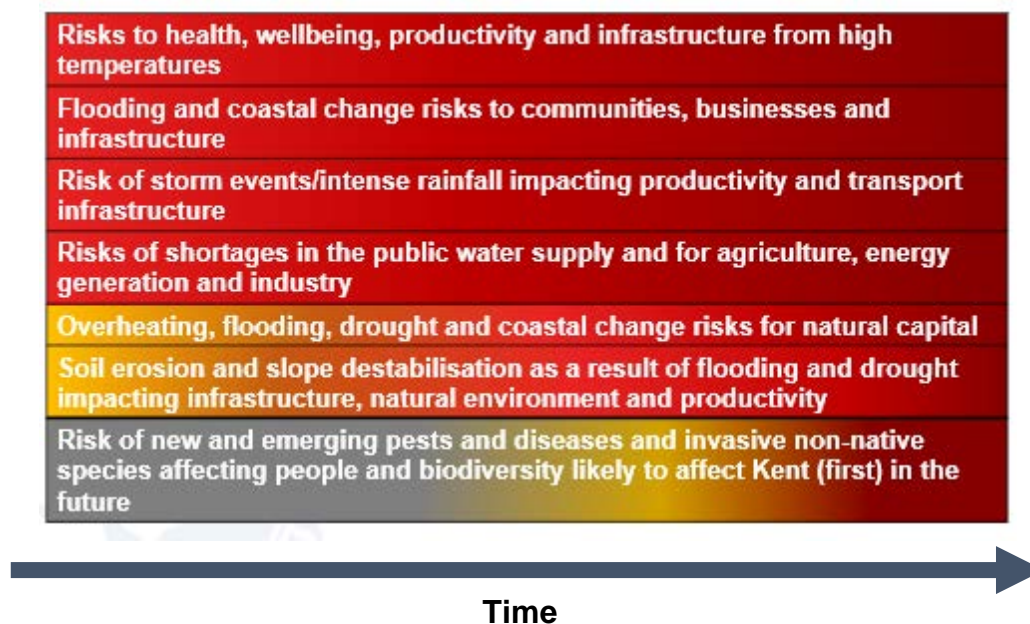 Risks to health, wellbeing, productivity and infrastructure from high
temperatures
Flooding and coastal change risks to communities, businesses and
infrastructure
Risk of storm events/intense rainfall impacting productivity and transport
infrastructure
Risks of shortages in the public water supply and for agriculture, energy
generation and industry
Overheating, flooding, drought and coastal change risks for natural capital
Soil erosion and slope destabilisation as a result of flooding and drought
impacting infrastructure, natural environment and productivity
Risk of new and emerging pests and diseases and invasive non-native
species affecting people and biodiversity likely to affect Kent (first) in the
future
Time